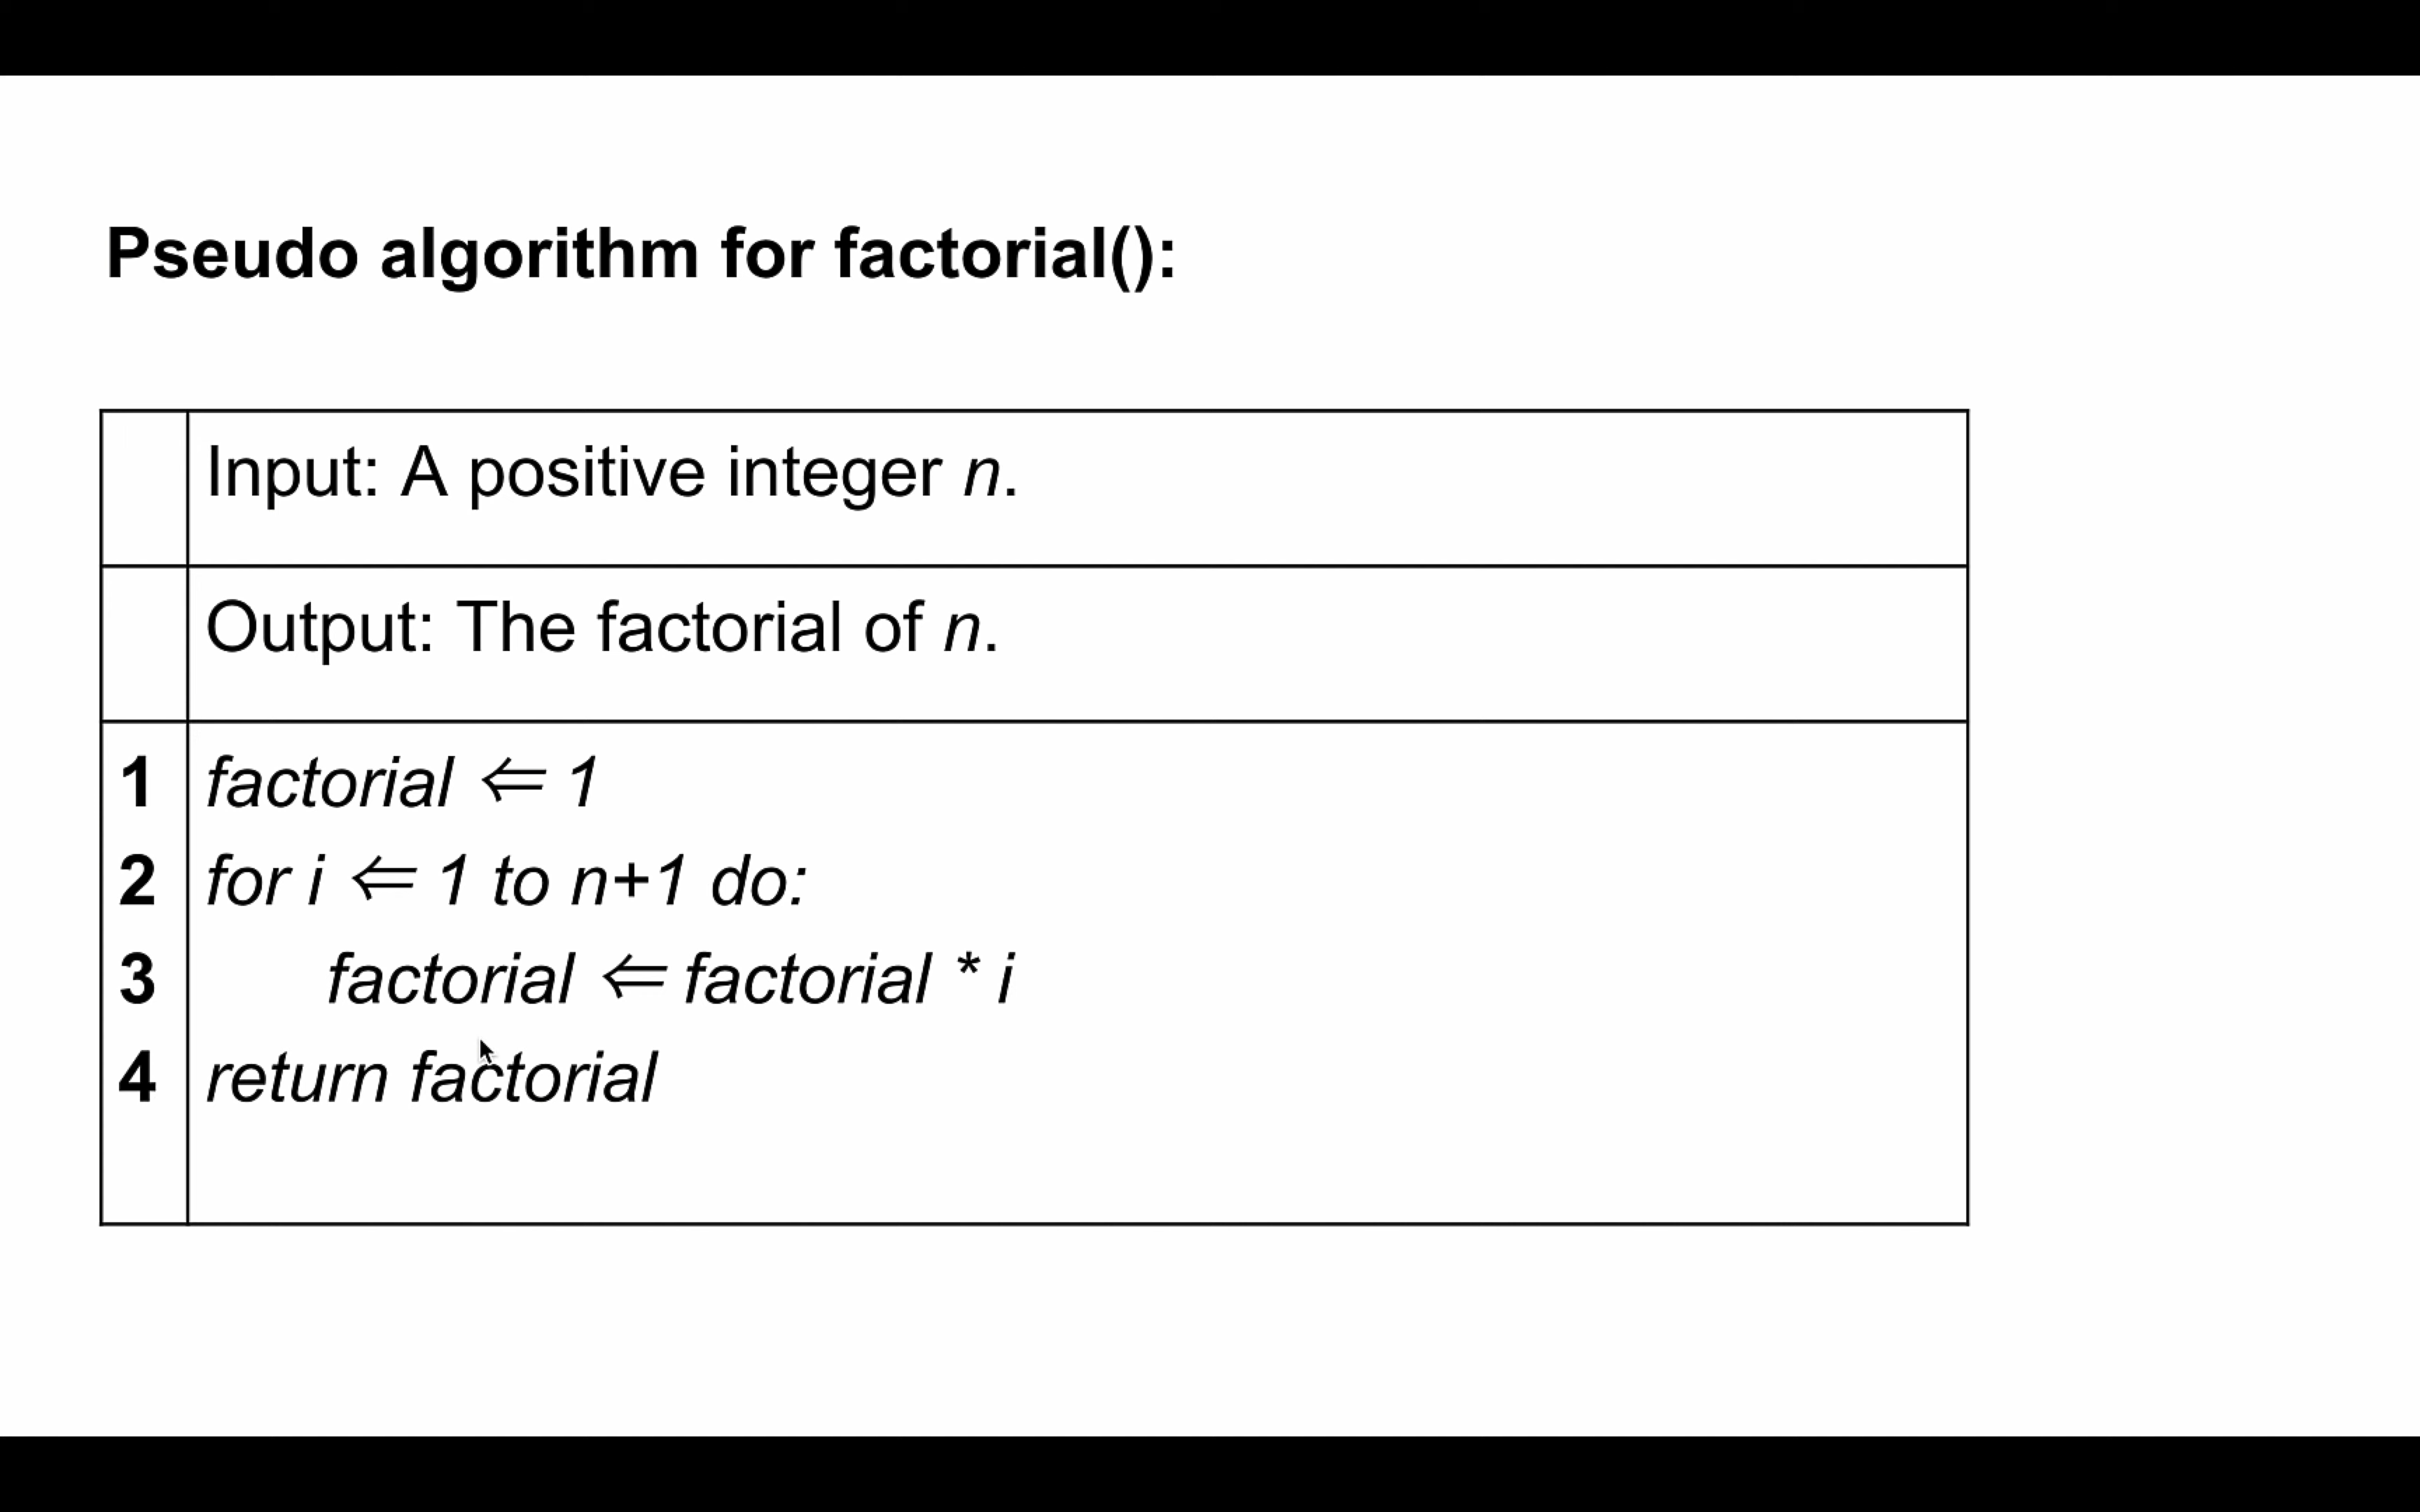 Pseudo algorithm for factorial():
Input: A positive integer n.
Output: The factorial of n.
1 factorial ⇐ 1
2 for i ⇐ 1 to n+1 do:
3 factorial ⇐ factorial * i
4 return factorial